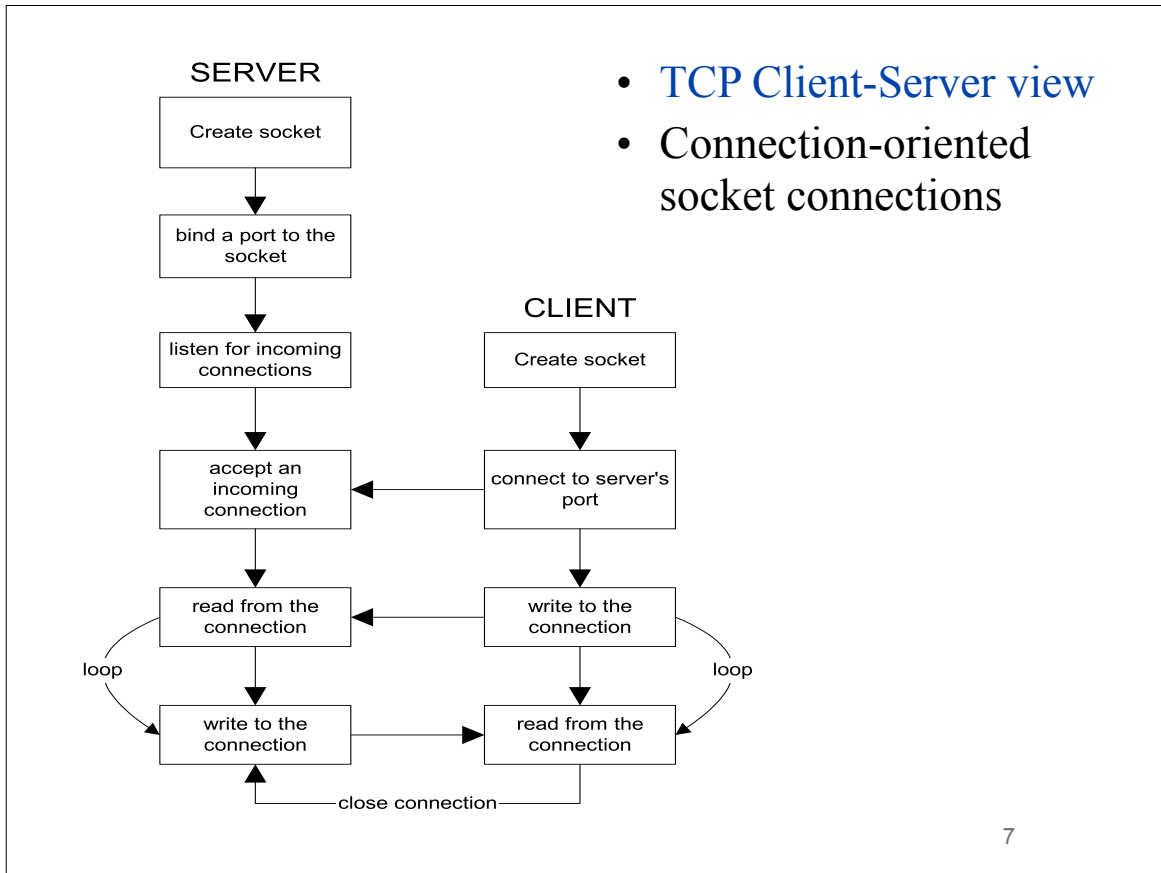 SERVER
Create socket
bind a port to the
socket
listen for incoming
connections
accept an
incoming
connection
read from the
connection
loop
write to the
connection
CLIENT
Create socket
connect to server's
port
write to the
connection
loop
read from the
connection
close connection
• TCP Client-Server view
• Connection-oriented
socket connections
7